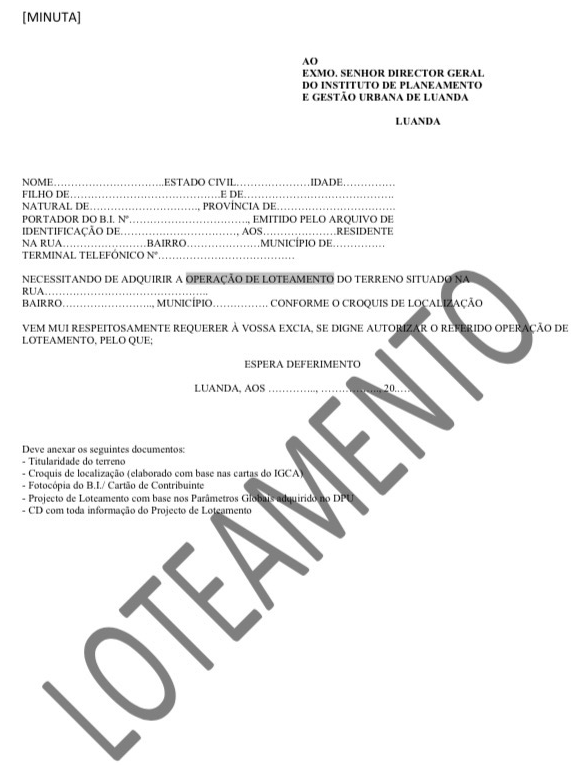 [MINUTA]
AO
EXMO. SENHOR DIRECTOR GERAL
DO INSTITUTO DE PLANEAMENTO
E GESTÃO URBANA DE LUANDA
LUANDA
NOME…………………………..ESTADO CIVIL………………….IDADE……………
FILHO DE……………………………………..E DE……………………………………..
NATURAL DE…………………………., PROVÍNCIA DE…………………………….
PORTADOR DO B.I. Nº……………………………., EMITIDO PELO ARQUIVO DE
IDENTIFICAÇÃO DE……………………………, AOS…………………RESIDENTE
NA RUA……………………BAIRRO…………………MUNICÍPIO DE……………
TERMINAL TELEFÓNICO Nº…………………………………
NECESSITANDO DE ADQUIRIR A OPERAÇÃO DE LOTEAMENTO DO TERRENO SITUADO NA
RUA………………………………………..
BAIRRO…………………….., MUNICÍPIO……………. CONFORME O CROQUIS DE LOCALIZAÇÃO
VEM MUI RESPEITOSAMENTE REQUERER À VOSSA EXCIA, SE DIGNE AUTORIZAR O REFERIDO OPERAÇÃO DE
LOTEAMENTO, PELO QUE;
ESPERA DEFERIMENTO
LUANDA, AOS ………….., …………….., 20…..
Deve anexar os seguintes documentos:
- Titularidade do terreno
- Croquis de localização (elaborado com base nas cartas do IGCA)
- Fotocópia do B.I./ Cartão de Contribuinte
- Projecto de Loteamento com base nos Parâmetros Globais adquirido no DPU
- CD com toda informação do Projecto de Loteamento
LOTEAMENTO